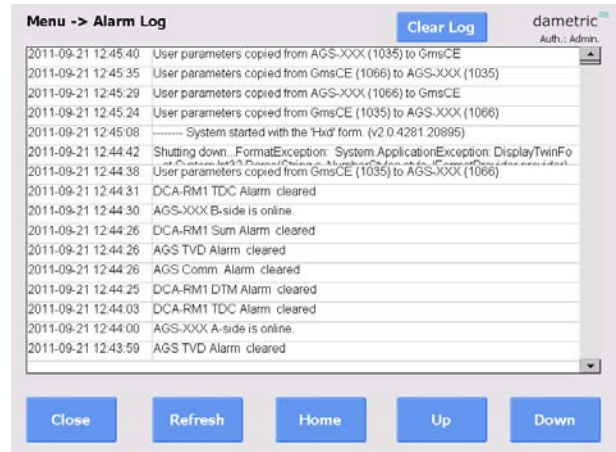 Menu -> Alarm Log
Clear Log
dametric
Auth.: Admin.
2011-09-21 12:45:40 User parameters copied from AGS-XXX (1035) to GmsCE
2011-09-21 12:45:35 User parameters copied from GmsCE (1066) to AGS-XXX (1035)
2011-09-21 12:45:29 User parameters copied from AGS-XXX (1066) to GmsCE
2011-09-21 12:45:24 User parameters copied from GmsCE (1035) to AGS-XXX (1066)
2011-09-21 12:45:08 -------- System started with the 'Hxd' form. (v2.0.4281.20895)
2011-09-21 12:44:42 Shutting down...FormatException: System.ApplicationException: DisplayTwinFo
2011-09-21 12:44:38 User parameters copied from GmsCE (1035) to AGS-XXX (1066)
2011-09-21 12:44:31 DCA-RM1 TDC Alarm cleared
2011-09-21 12:44:30 AGS-XXX B-side is online.
2011-09-21 12:44:26 DCA-RM1 Sum Alarm cleared
2011-09-21 12:44:26 AGS TVD Alarm cleared
2011-09-21 12:44:26 AGS Comm. Alarm cleared
2011-09-21 12:44:25 DCA-RM1 DTM Alarm cleared
2011-09-21 12:44:03 DCA-RM1 TDC Alarm cleared
2011-09-21 12:44:00 AGS-XXX A-side is online.
2011-09-21 12:43:59 AGS TVD Alarm cleared
Close Refresh Home Up Down